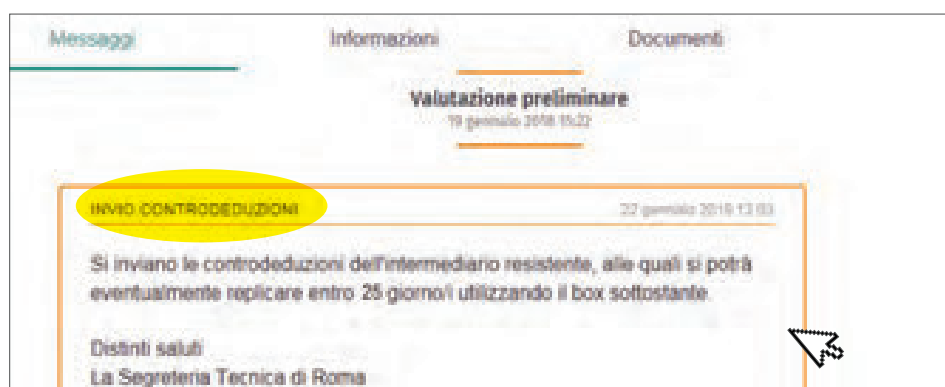 Messaggi Informazioni Documenti
Valutazione preliminare
19 gennaio 2018 15:22
INVIO CONTRODEDUZIONI 22 gennaio 2018 13:03
Si inviano le controdeduzioni dell'intermediario resistente, alle quali si potrà
eventualmente replicare entro 25 giorno/i utilizzando il box sottostante.
Distinti saluti
La Segreteria Tecnica di Roma